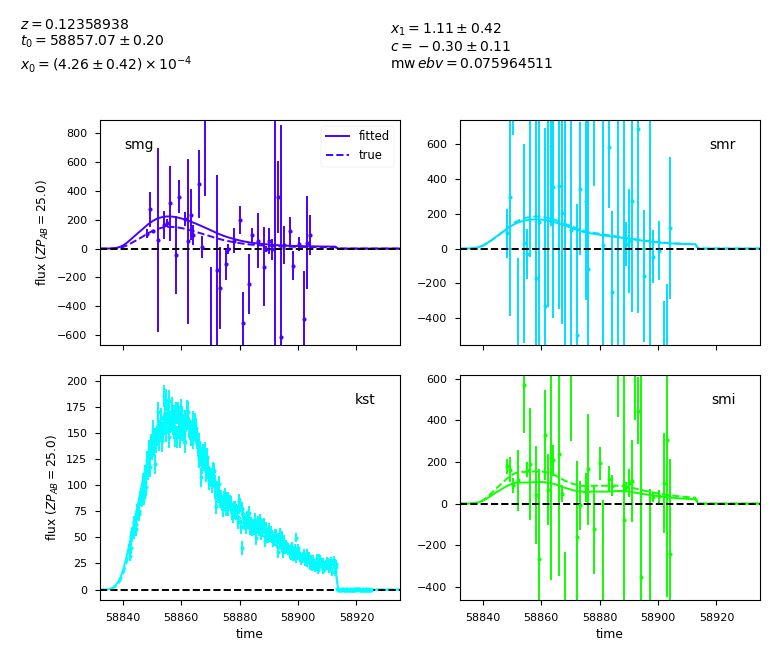 z = 0.12358938
t₀ = 58857.07 ± 0.20
x₀ = (4.26 ± 0.42) × 10⁻⁴
x₁ = 1.11 ± 0.42
c = −0.30 ± 0.11
mw ebv = 0.075964511
smg
fitted
true
flux (ZP_AB = 25.0)
800
600
400
200
0
−200
−400
−600
smr
600
400
200
0
−200
−400
kst
flux (ZP_AB = 25.0)
200
175
150
125
100
75
50
25
0
58840 58860 58880 58900 58920
time
smi
600
400
200
0
−200
−400
58840 58860 58880 58900 58920
time